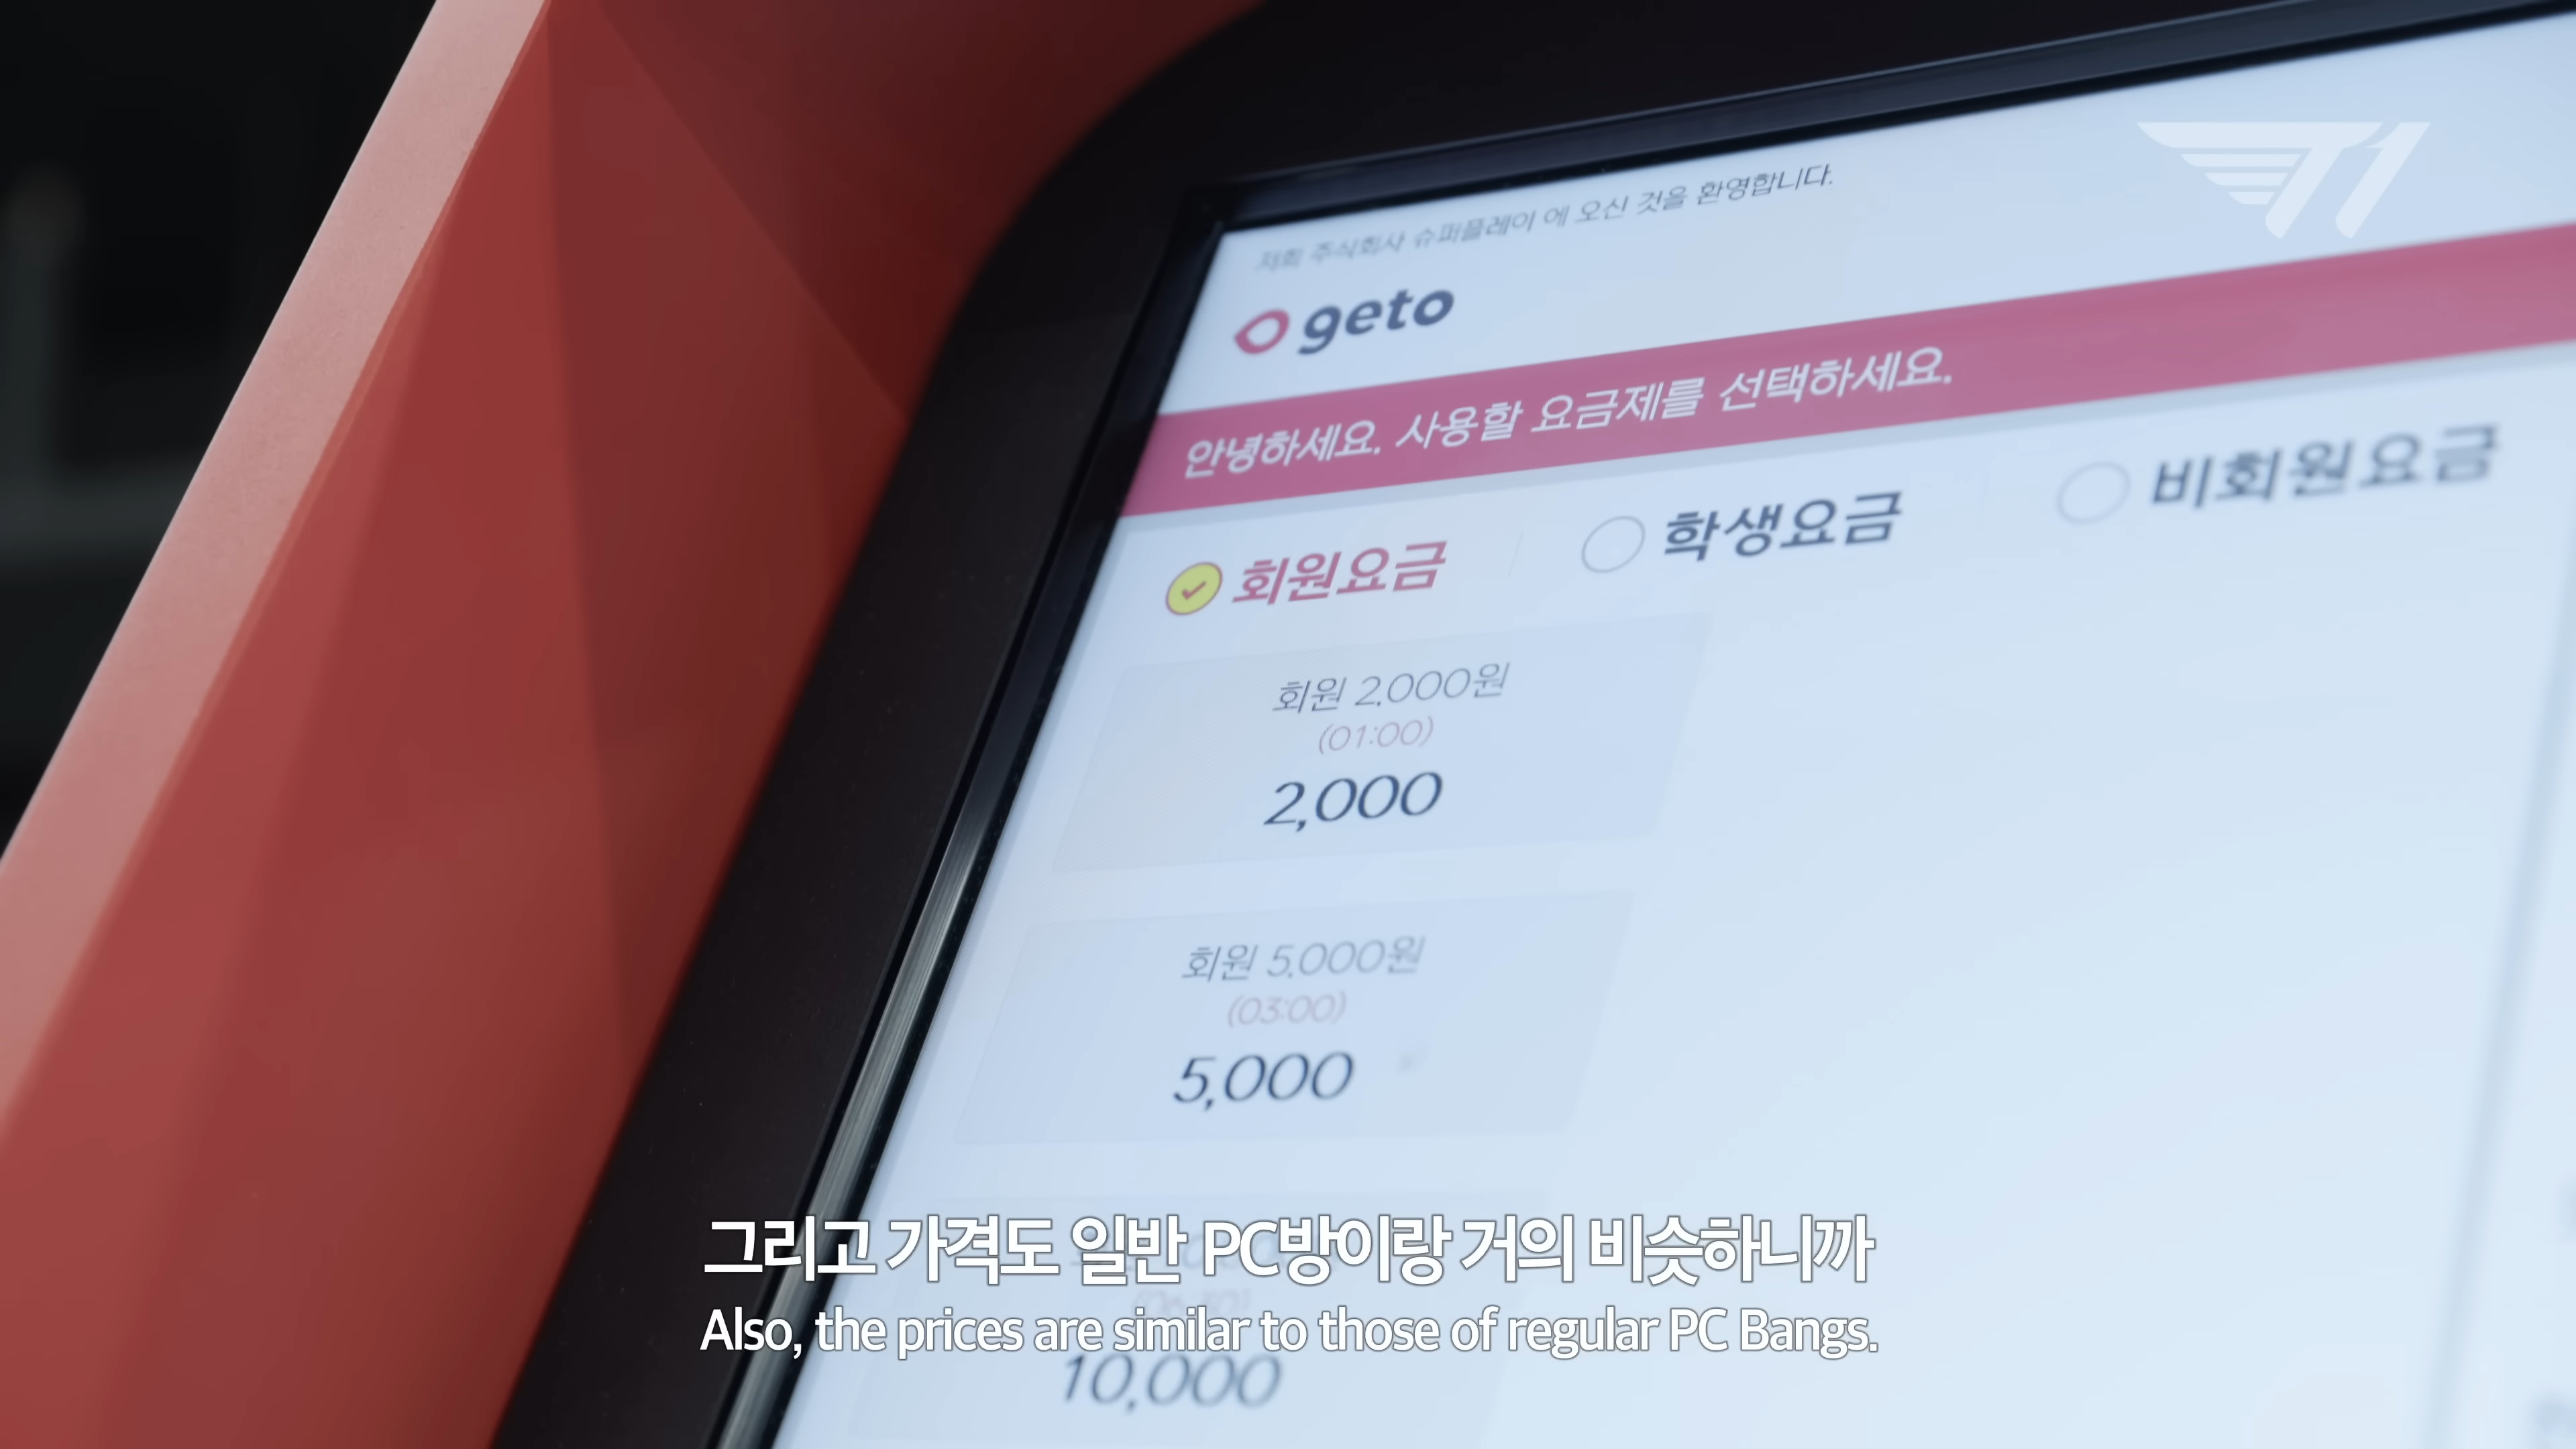 T1
저희 주식회사 슈퍼플레이 에 오신 것을 환영합니다.
geto
안녕하세요. 사용할 요금제를 선택하세요.
회원요금 학생요금 비회원요금
회원 2,000원
(01:00)
2,000
회원 5,000원
(03:00)
5,000
그리고 가격도 일반 PC방이랑 거의 비슷하니까
Also, the prices are similar to those of regular PC Bangs.
10,000